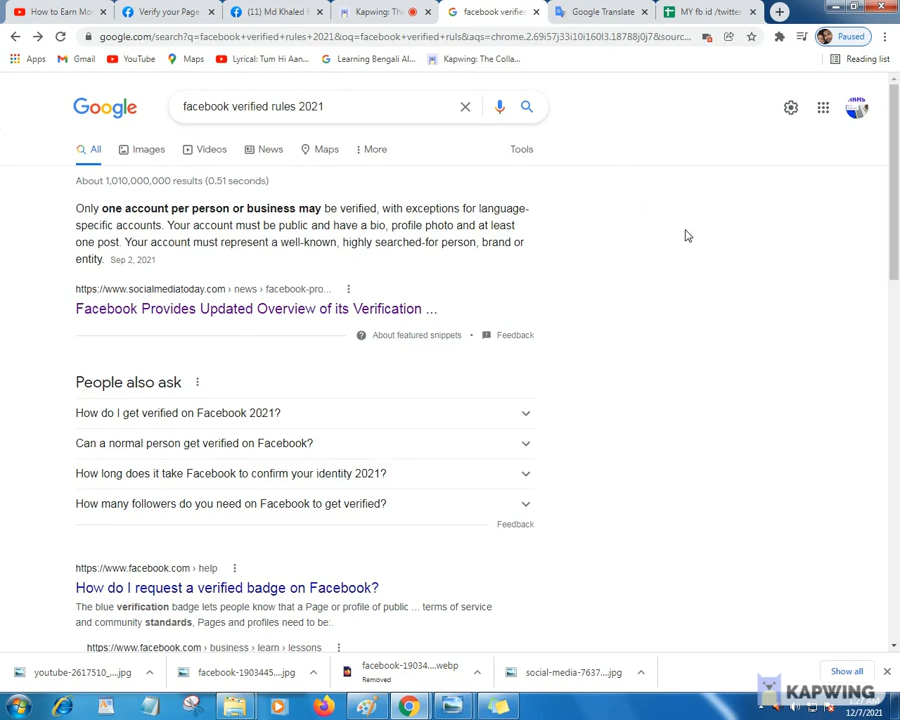 How to Earn Mo
Verify your Page
(11) Md Khaled
Kapwing:
facebook verifie
Google Translate
MY fb id /twitter
google.com/search?q=facebook+verified+rules+2021&oq=facebook+verified+ruls&aqs=chrome.2.69i57j33i10i160l3.18788j0j7&sourc...
Paused
Apps
Gmail
YouTube
Maps
Lyrical: Tum Hi Aan...
Learning Bengali Al...
Kapwing: The Colla...
Reading list
Google
facebook verified rules 2021
All
Images
Videos
News
Maps
More
Tools
About 1,010,000,000 results (0.51 seconds)
Only one account per person or business may be verified, with exceptions for language-
specific accounts. Your account must be public and have a bio, profile photo and at least
one post. Your account must represent a well-known, highly searched-for person, brand or
entity. Sep 2, 2021
https://www.socialmediatoday.com › news › facebook-pro...
Facebook Provides Updated Overview of its Verification ...
About featured snippets • Feedback
People also ask
How do I get verified on Facebook 2021?
Can a normal person get verified on Facebook?
How long does it take Facebook to confirm your identity 2021?
How many followers do you need on Facebook to get verified?
Feedback
https://www.facebook.com › help
How do I request a verified badge on Facebook?
The blue verification badge lets people know that a Page or profile of public ... terms of service
and community standards, Pages and profiles need to be:.
https://www.facebook.com › business › learn › lessons
youtube-2617510_...jpg
facebook-1903445...jpg
facebook-19034....webp
Removed
social-media-7637...jpg
Show all
KAPWING
12/7/2021